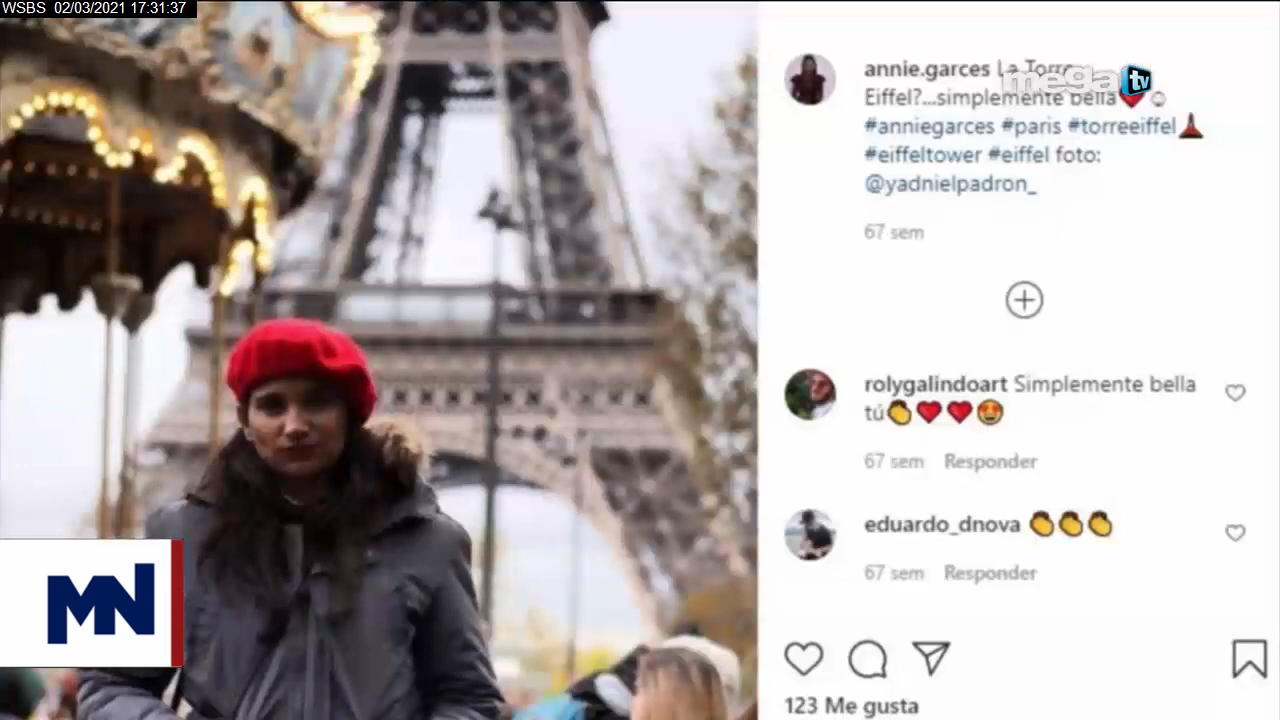 WSBS 02/03/2021 17:31:37
annie.garces La Torre
mega tv
Eiffel?...simplemente bella❤️☺
#anniegarces #paris #torreeiffel🗼
#eiffeltower #eiffel foto:
@yadnielpadron_
67 sem
rolygalindoart Simplemente bella
tú👏❤️❤️😍
67 sem Responder
eduardo_dnova 👏👏👏
67 sem Responder
MN
123 Me gusta